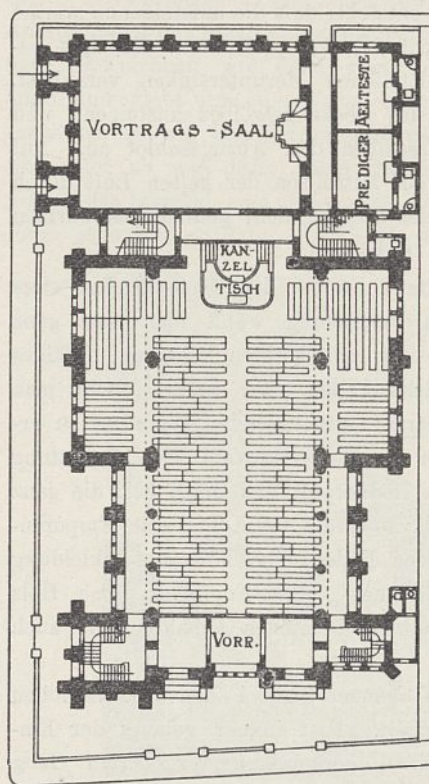 VORTRAGS-SAAL
PREDIGER AELTESTE
KAN-
ZEL
TISCH
VORR.